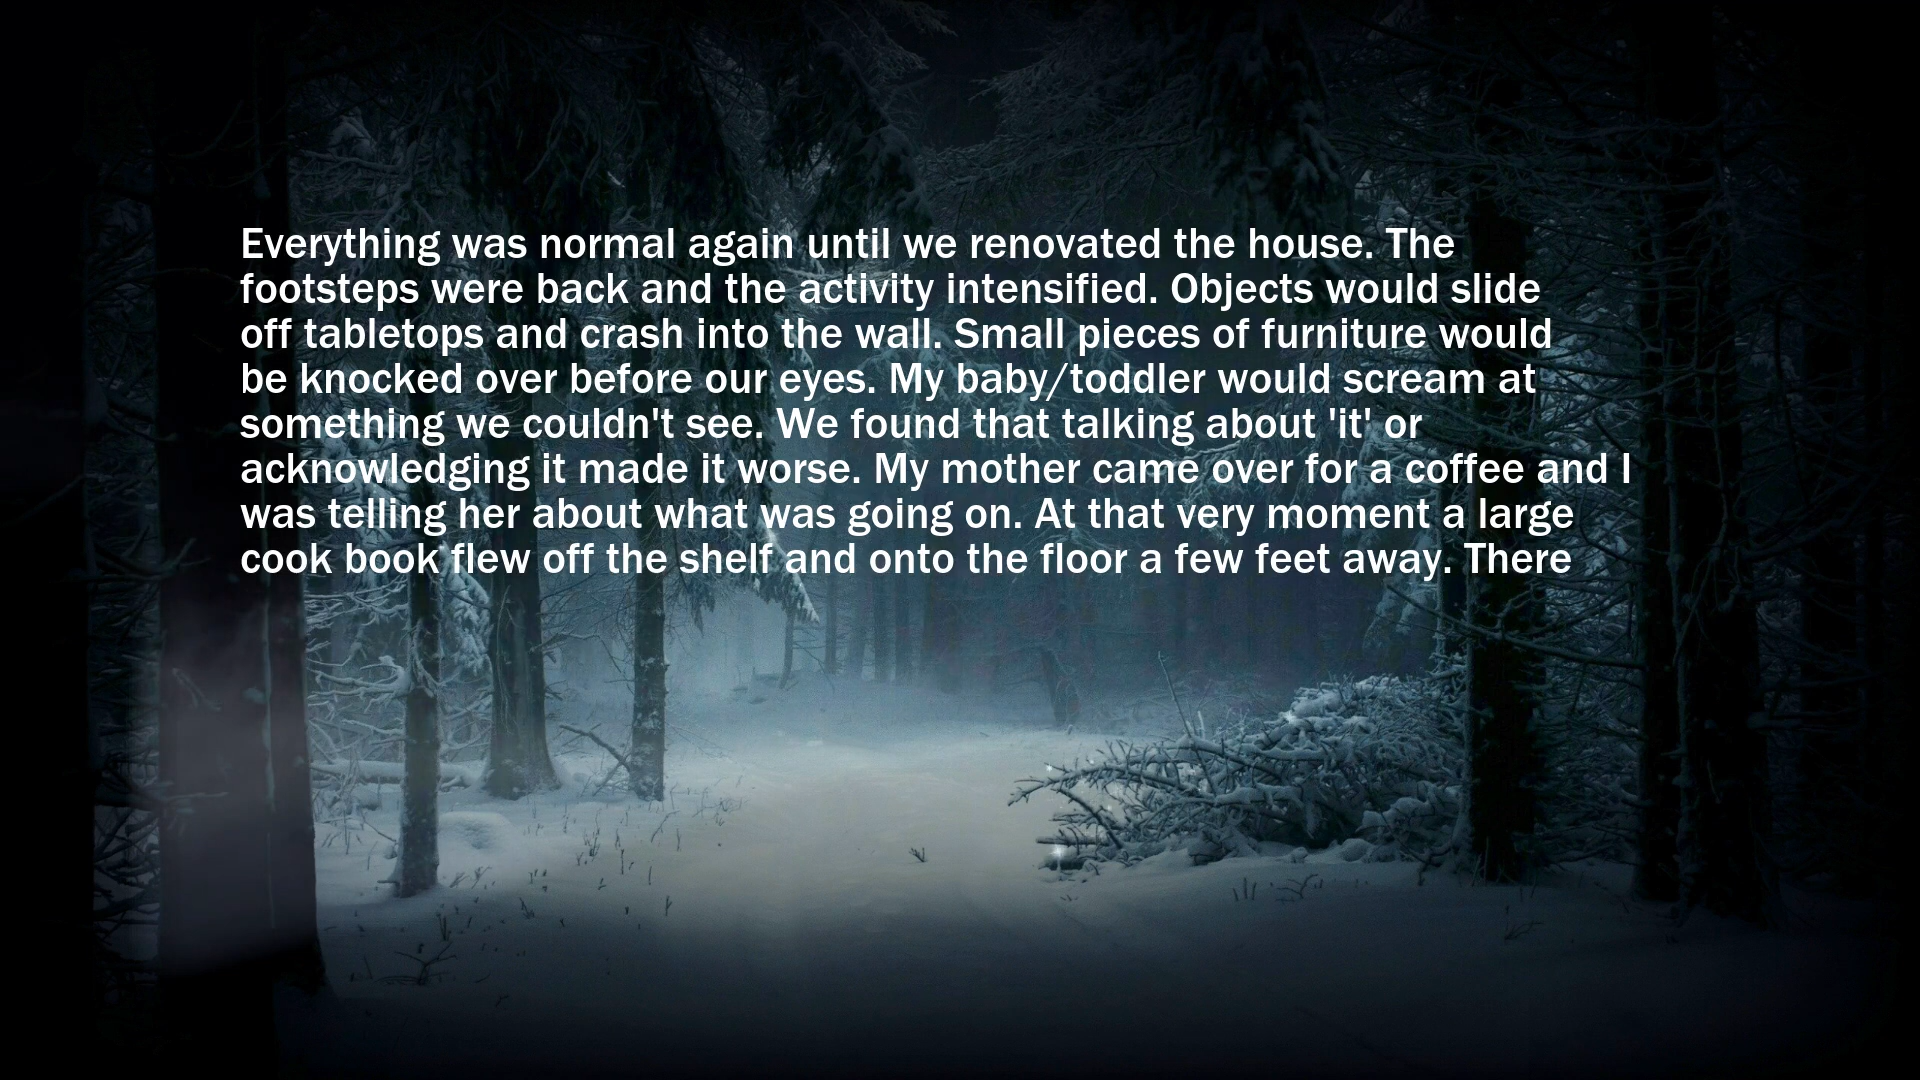 Everything was normal again until we renovated the house. The
footsteps were back and the activity intensified. Objects would slide
off tabletops and crash into the wall. Small pieces of furniture would
be knocked over before our eyes. My baby/toddler would scream at
something we couldn't see. We found that talking about 'it' or
acknowledging it made it worse. My mother came over for a coffee and I
was telling her about what was going on. At that very moment a large
cook book flew off the shelf and onto the floor a few feet away. There